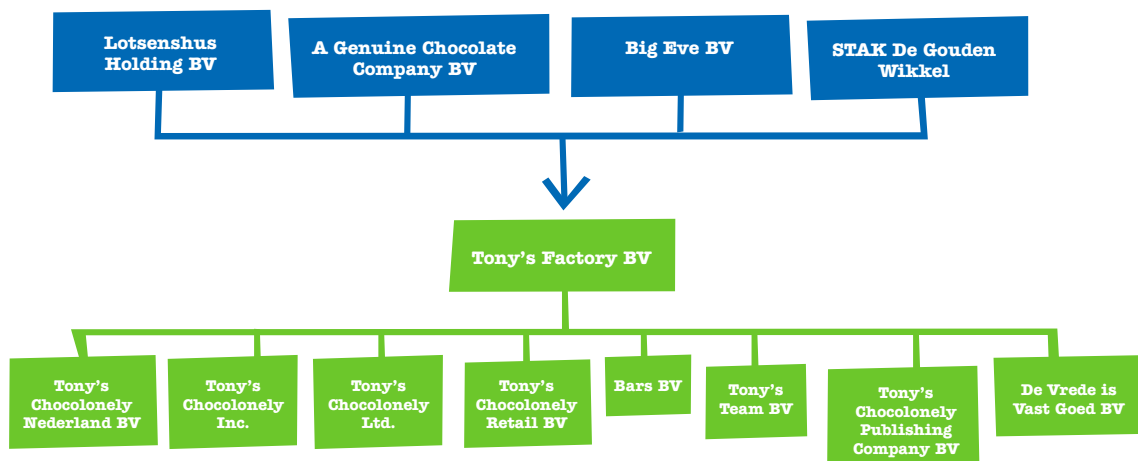 Lotsenshus
Holding BV
A Genuine Chocolate
Company BV
Big Eve BV
STAK De Gouden
Wikkel
Tony's Factory BV
Tony's
Chocolonely
Nederland BV
Tony's
Chocolonely
Inc.
Tony's
Chocolonely
Ltd.
Tony's
Chocolonely
Retail BV
Bars BV
Tony's
Team BV
Tony's
Chocolonely
Publishing
Company BV
De Vrede is
Vast Goed BV